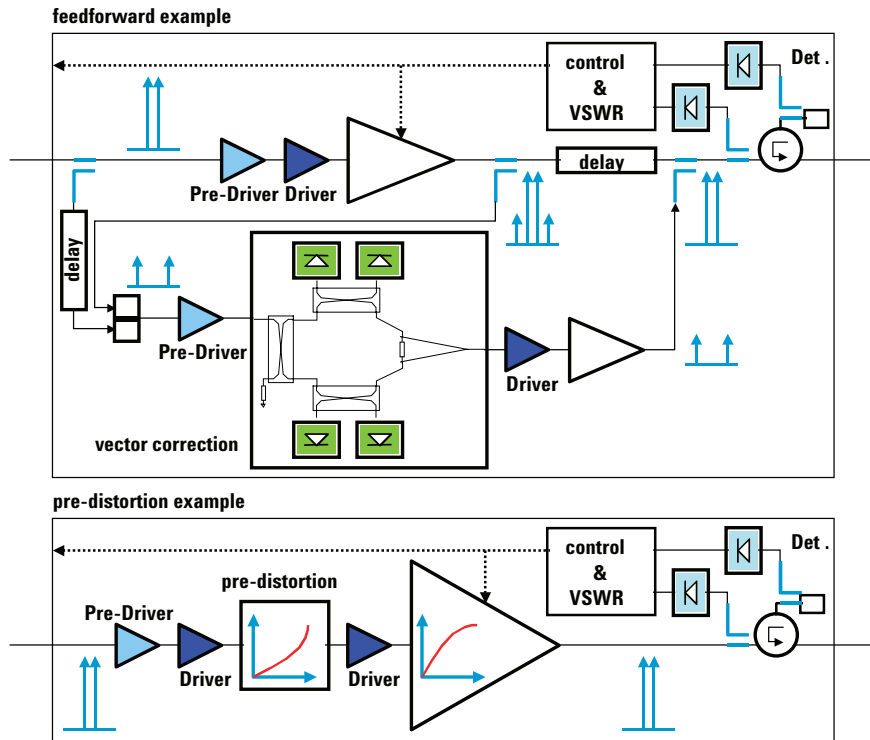 feedforward example
control
&
VSWR
Det .
Pre-Driver
Driver
delay
delay
Pre-Driver
Driver
vector correction
pre-distortion example
control
&
VSWR
Det .
pre-distortion
Pre-Driver
Driver
Driver